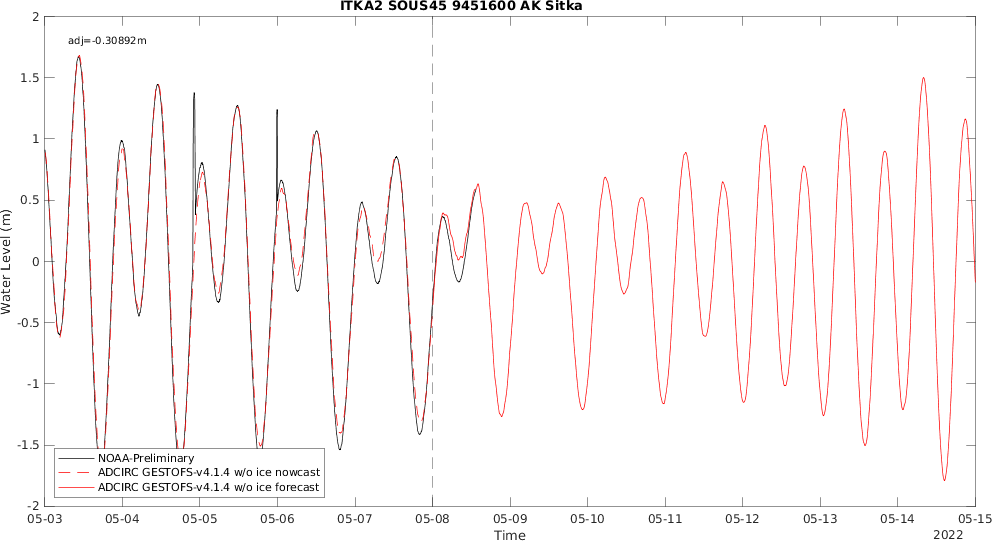 ITKA2 SOUS45 9451600 AK Sitka
adj=-0.30892m
2
1.5
1
0.5
0
-0.5
-1
-1.5
-2
Water Level (m)
NOAA-Preliminary
ADCIRC GESTOFS-v4.1.4 w/o ice nowcast
ADCIRC GESTOFS-v4.1.4 w/o ice forecast
05-03 05-04 05-05 05-06 05-07 05-08 05-09 05-10 05-11 05-12 05-13 05-14 05-15
Time
2022